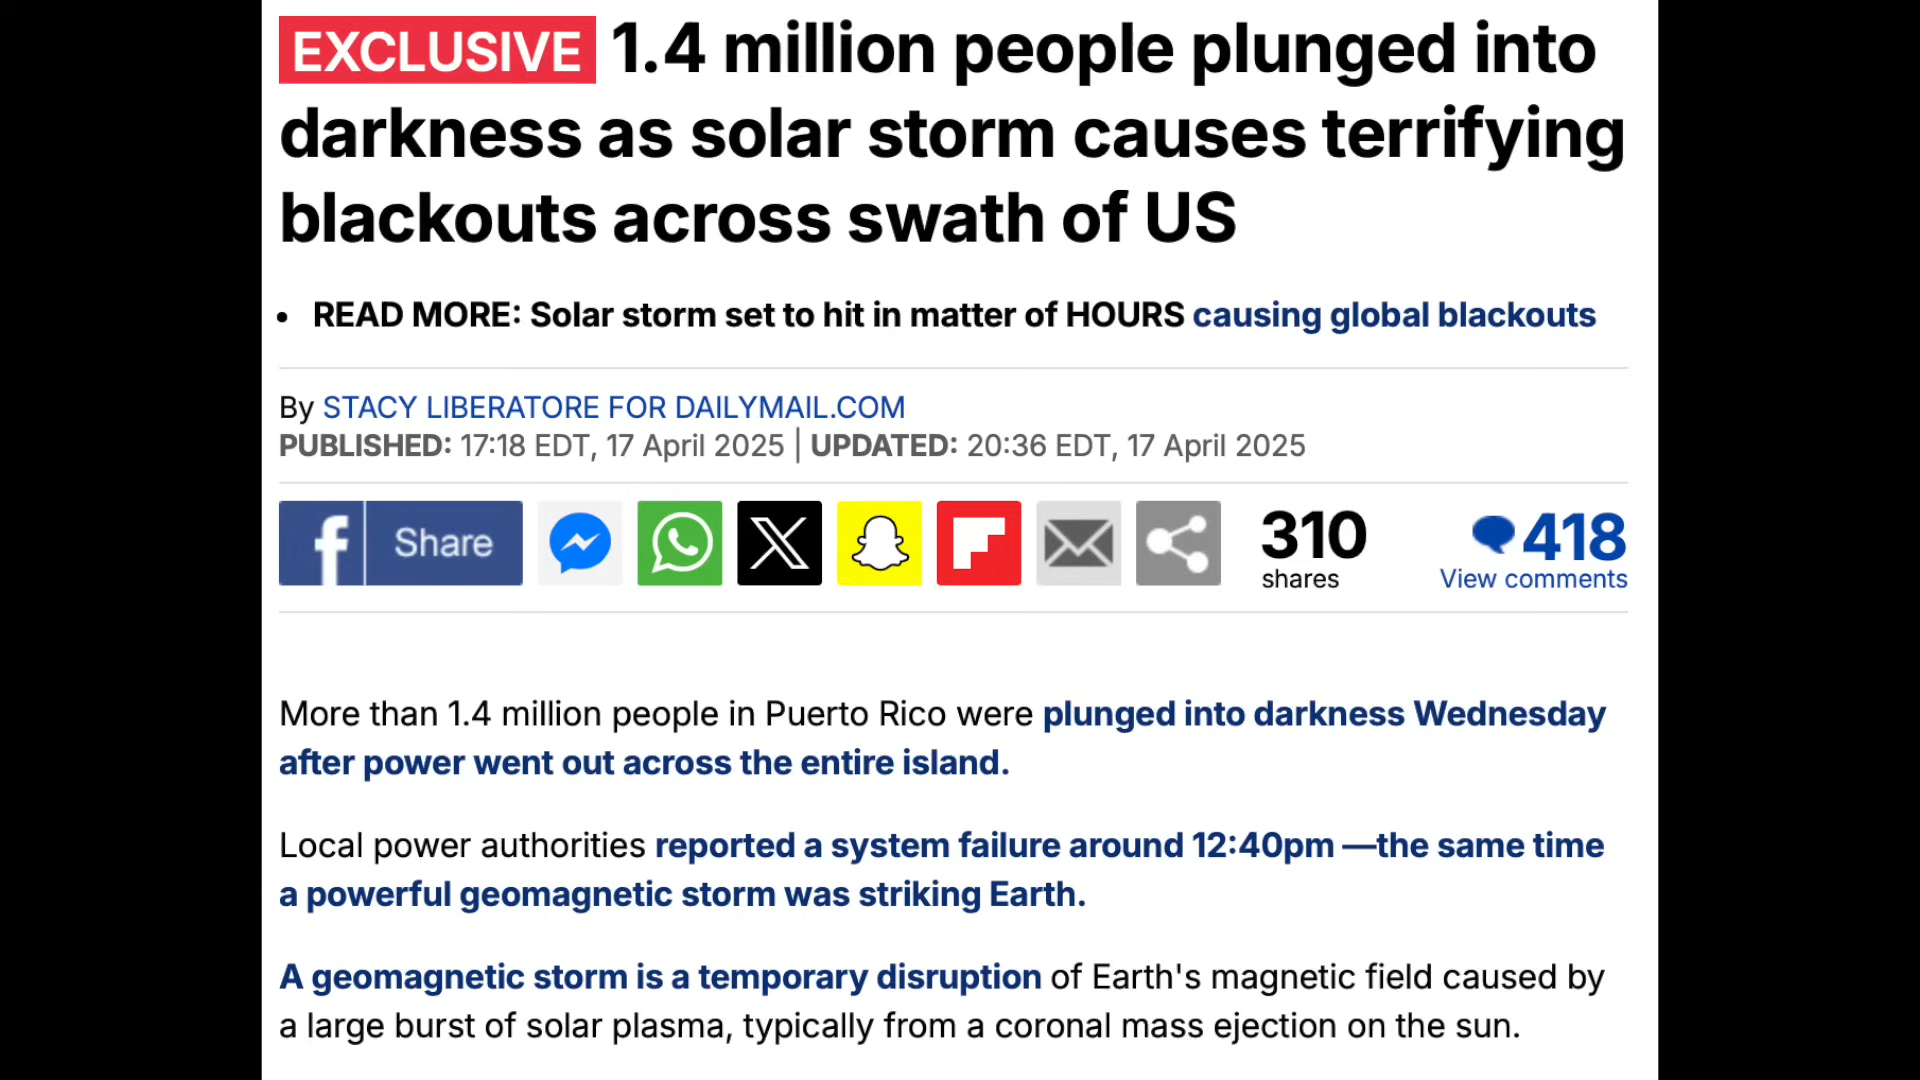 EXCLUSIVE 1.4 million people plunged into
darkness as solar storm causes terrifying
blackouts across swath of US
• READ MORE: Solar storm set to hit in matter of HOURS causing global blackouts
By STACY LIBERATORE FOR DAILYMAIL.COM
PUBLISHED: 17:18 EDT, 17 April 2025 | UPDATED: 20:36 EDT, 17 April 2025
f Share
310
shares
418
View comments
More than 1.4 million people in Puerto Rico were plunged into darkness Wednesday
after power went out across the entire island.
Local power authorities reported a system failure around 12:40pm —the same time
a powerful geomagnetic storm was striking Earth.
A geomagnetic storm is a temporary disruption of Earth's magnetic field caused by
a large burst of solar plasma, typically from a coronal mass ejection on the sun.